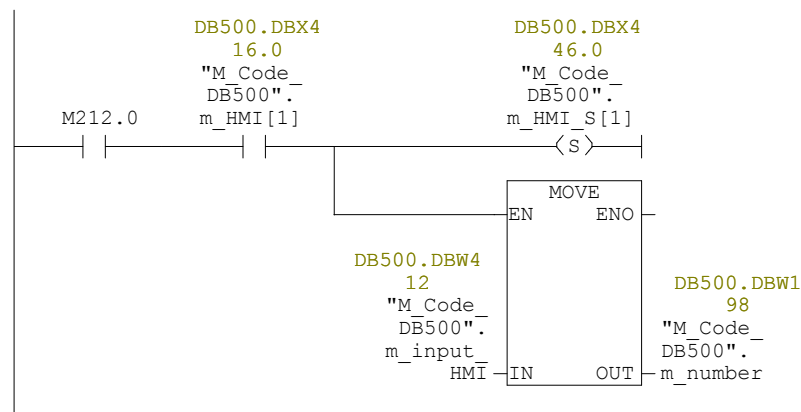 DB500.DBX4
16.0
"M_Code_
DB500".
m_HMI[1]
M212.0
DB500.DBX4
46.0
"M_Code_
DB500".
m_HMI_S[1]
S
MOVE
EN ENO
DB500.DBW4
12
"M_Code_
DB500".
m_input_
HMI IN
DB500.DBW1
98
"M_Code_
DB500".
OUT m_number